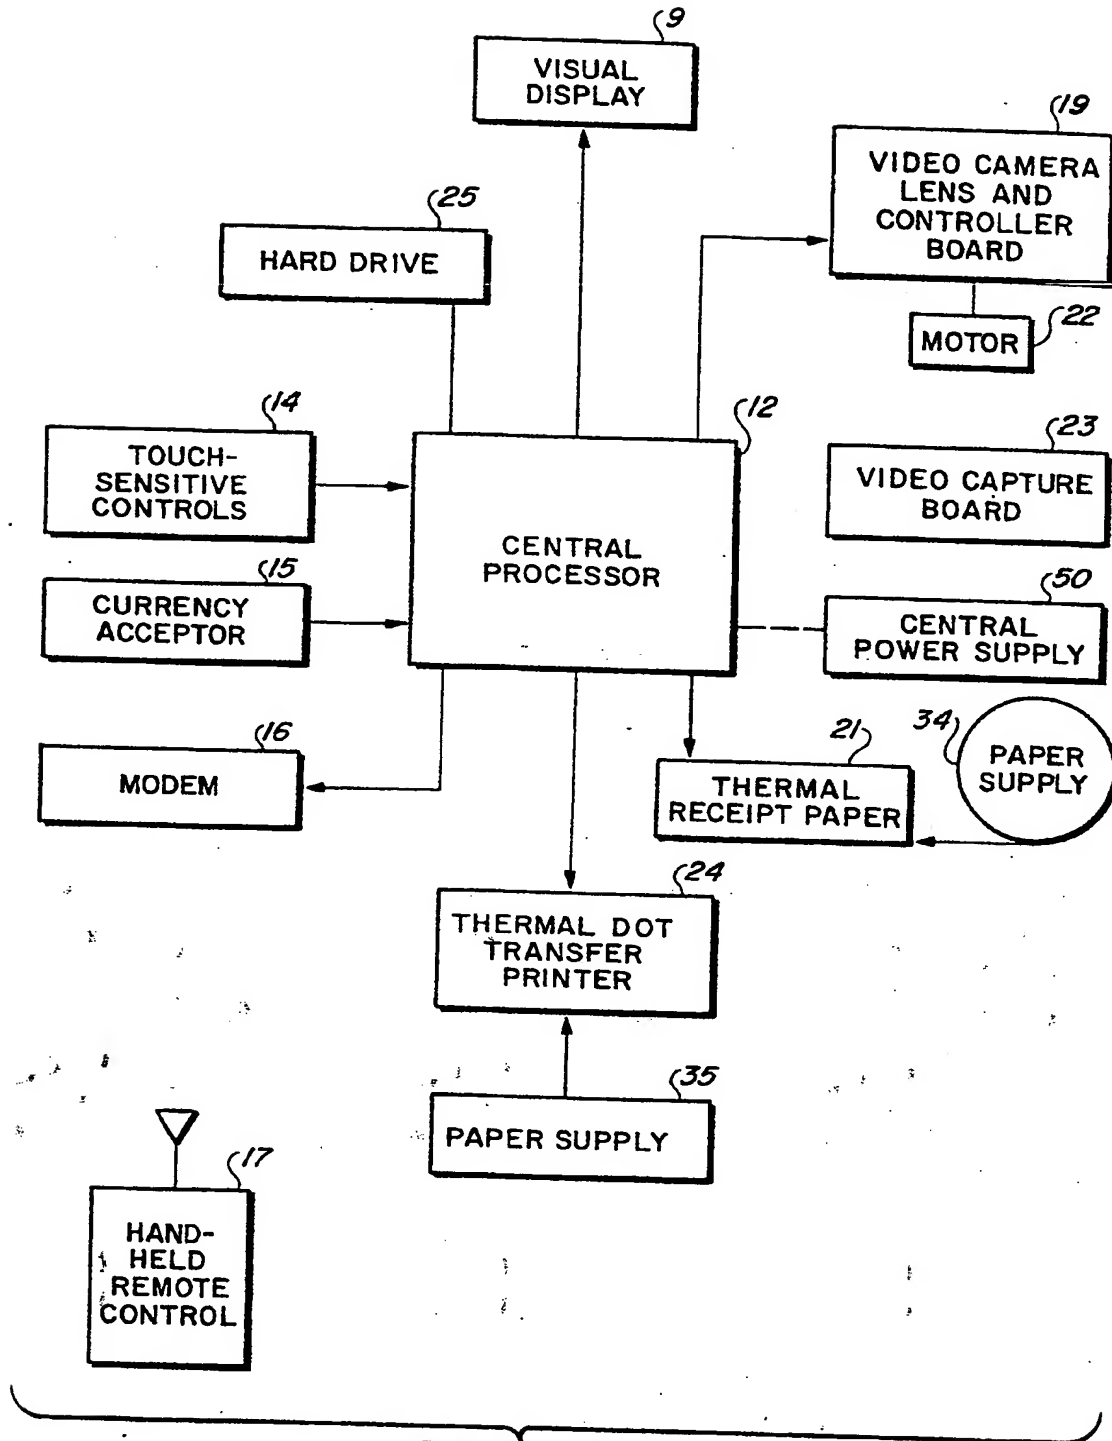 9
VISUAL
DISPLAY
19
VIDEO CAMERA
LENS AND
CONTROLLER
BOARD
25
HARD DRIVE
22
MOTOR
14
TOUCH-
SENSITIVE
CONTROLS
12
CENTRAL
PROCESSOR
23
VIDEO CAPTURE
BOARD
15
CURRENCY
ACCEPTOR
50
CENTRAL
POWER SUPPLY
16
MODEM
21
THERMAL
RECEIPT PAPER
34
PAPER
SUPPLY
24
THERMAL DOT
TRANSFER
PRINTER
35
PAPER SUPPLY
17
HAND-
HELD
REMOTE
CONTROL